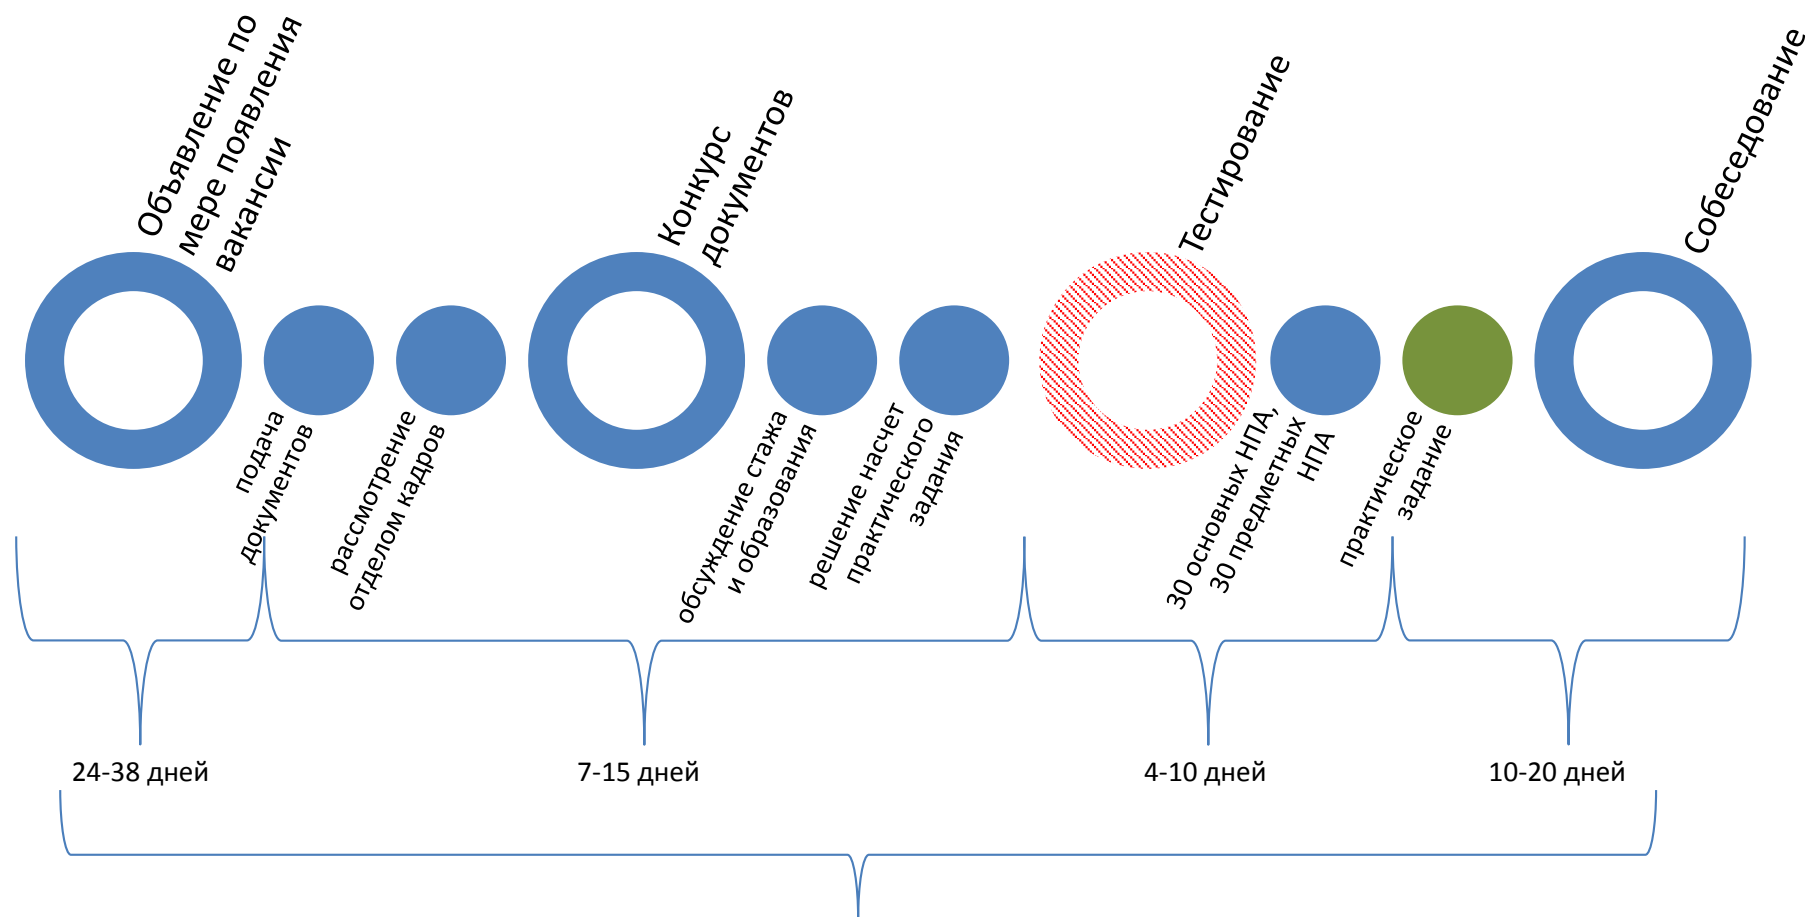 Объявление по
мере появления
вакансии
подача
документов
рассмотрение
отделом кадров
Конкурс
документов
обсуждение стажа
и образования
решение насчет
практического
задания
Тестирование
30 основных НПА,
30 предметных
НПА
практическое
задание
Собеседование
24-38 дней
7-15 дней
4-10 дней
10-20 дней